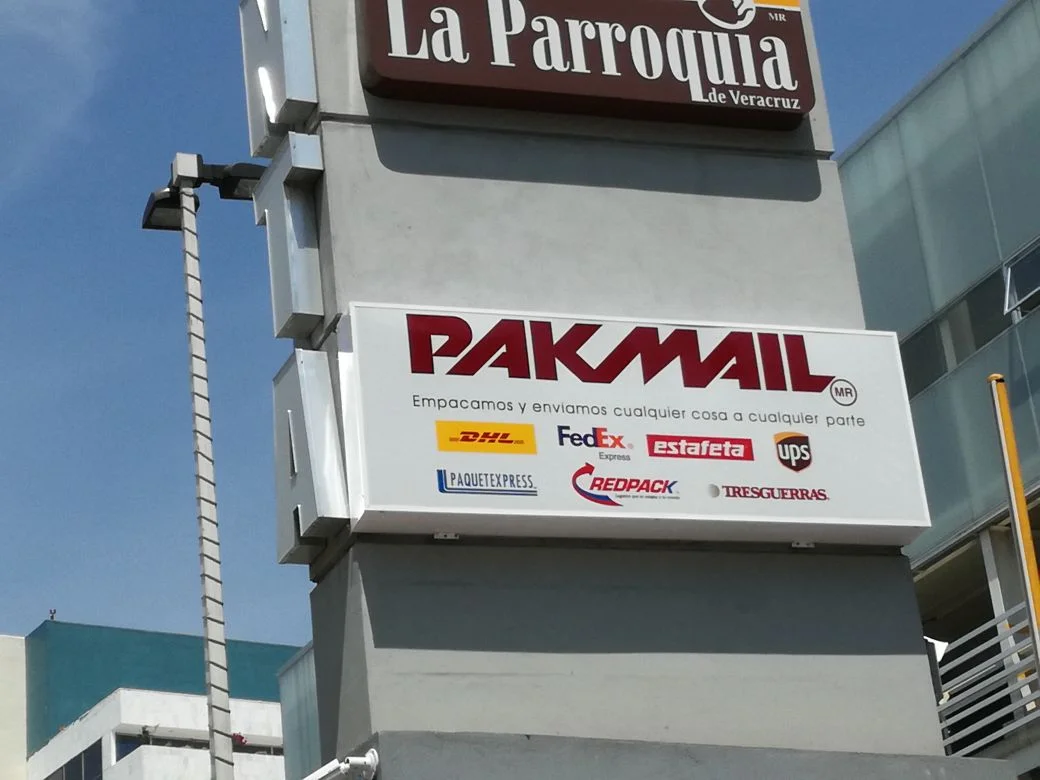 La Parroquia
MR
de Veracruz
PAKMAIL
MR
Empacamos y enviamos cualquier cosa a cualquier parte
DHL
FedEx
Express
estafeta
ups
PAQUETEXPRESS
REDPACK
TRESGUERRAS